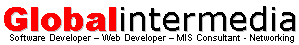 Globalintermedia
Software Developer – Web Developer – MIS Consultant - Networking